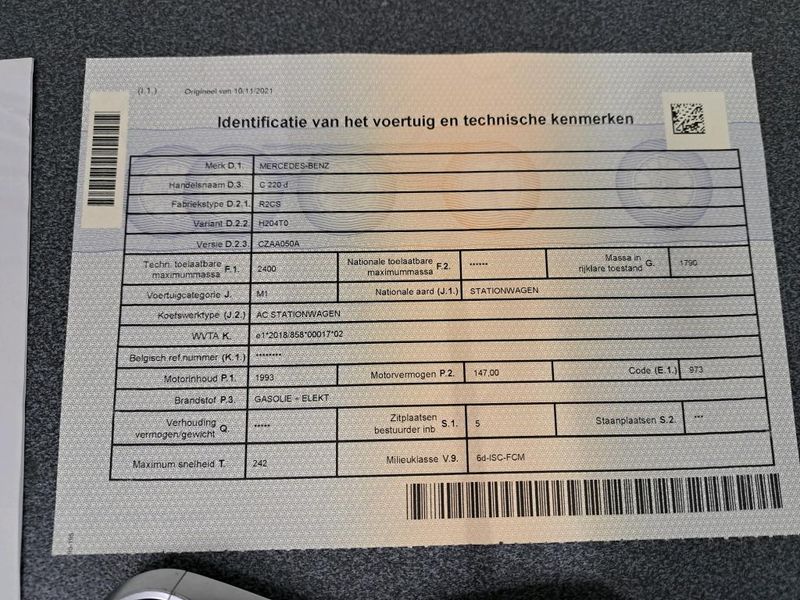 (I.1.) Origineel van 10/11/2021
Identificatie van het voertuig en technische kenmerken
Merk D.1. MERCEDES-BENZ
Handelsnaam D.3. C 220 d
Fabriekstype D.2.1. R2CS
Variant D.2.2. H204T0
Versie D.2.3. CZAA050A
Techn. toelaatbare maximummassa F.1. 2400 Nationale toelaatbare maximummassa F.2. ****** Massa in rijklare toestand G. 1790
Voertuigcategorie J. M1 Nationale aard (J.1.) STATIONWAGEN
Koetswerktype (J.2.) AC STATIONWAGEN
WVTA K. e1*2018/858*00017*02
Belgisch ref.nummer (K.1.) ********
Motorinhoud P.1. 1993 Motorvermogen P.2. 147,00 Code (E.1.) 973
Brandstof P.3. GASOLIE + ELEKT
Verhouding vermogen/gewicht Q. ***** Zitplaatsen bestuurder inb. S.1. 5 Staanplaatsen S.2. ***
Maximum snelheid T. 242 Milieuklasse V.9. 6d-ISC-FCM